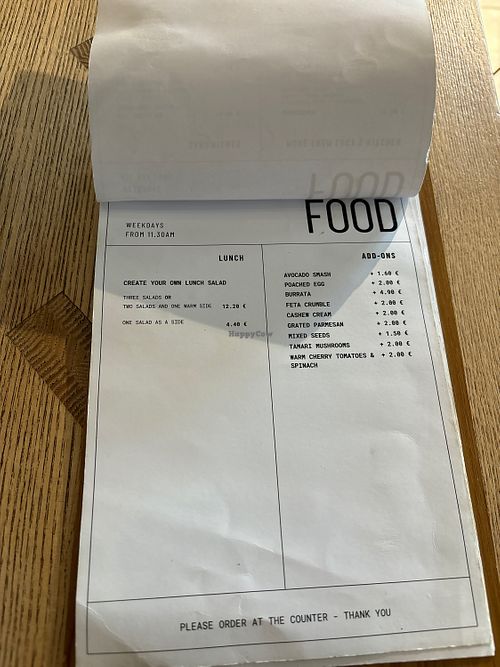 FOOD
WEEKDAYS
FROM 11.30AM
LUNCH
CREATE YOUR OWN LUNCH SALAD
THREE SALADS OR
TWO SALADS AND ONE WARM SIDE 12.20 €
ONE SALAD AS A SIDE 4.40 €
ADD-ONS
AVOCADO SMASH + 1.60 €
POACHED EGG + 2.00 €
BURRATA + 4.90 €
FETA CRUMBLE + 2.00 €
CASHEW CREAM + 2.00 €
GRATED PARMESAN + 2.00 €
MIXED SEEDS + 1.50 €
TAMARI MUSHROOMS + 2.00 €
WARM CHERRY TOMATOES & + 2.00 €
SPINACH
HappyCow
PLEASE ORDER AT THE COUNTER - THANK YOU